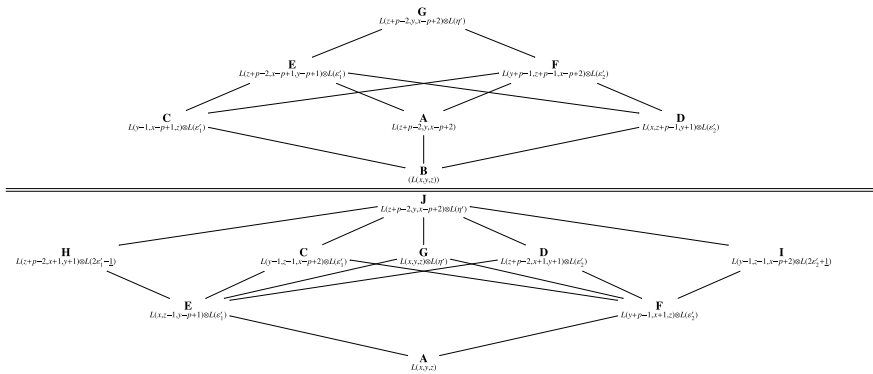 G
L(z+p−2,y,x−p+2)⊗L(η′)
E F
L(z+p−2,x−p+1,y−p+1)⊗L(ε′₁) L(y+p−1,z+p−1,x−p+2)⊗L(ε′₂)
C A D
L(y−1,x−p+1,z)⊗L(ε′₁) L(z+p−2,y,x−p+2) L(x,z+p−1,y+1)⊗L(ε′₂)
B
(L(x,y,z))
J
L(z+p−2,y,x−p+2)⊗L(η′)
H C G D I
L(z+p−2,x+1,y+1)⊗L(2ε′₁−1) L(y−1,z−1,x−p+2)⊗L(ε′₁) L(x,y,z)⊗L(η′) L(z+p−2,x+1,y+1)⊗L(ε′₂) L(y−1,z−1,x−p+2)⊗L(2ε′₂+1)
E F
L(x,z−1,y−p+1)⊗L(ε′₁) L(y+p−1,x+1,z)⊗L(ε′₂)
A
L(x,y,z)